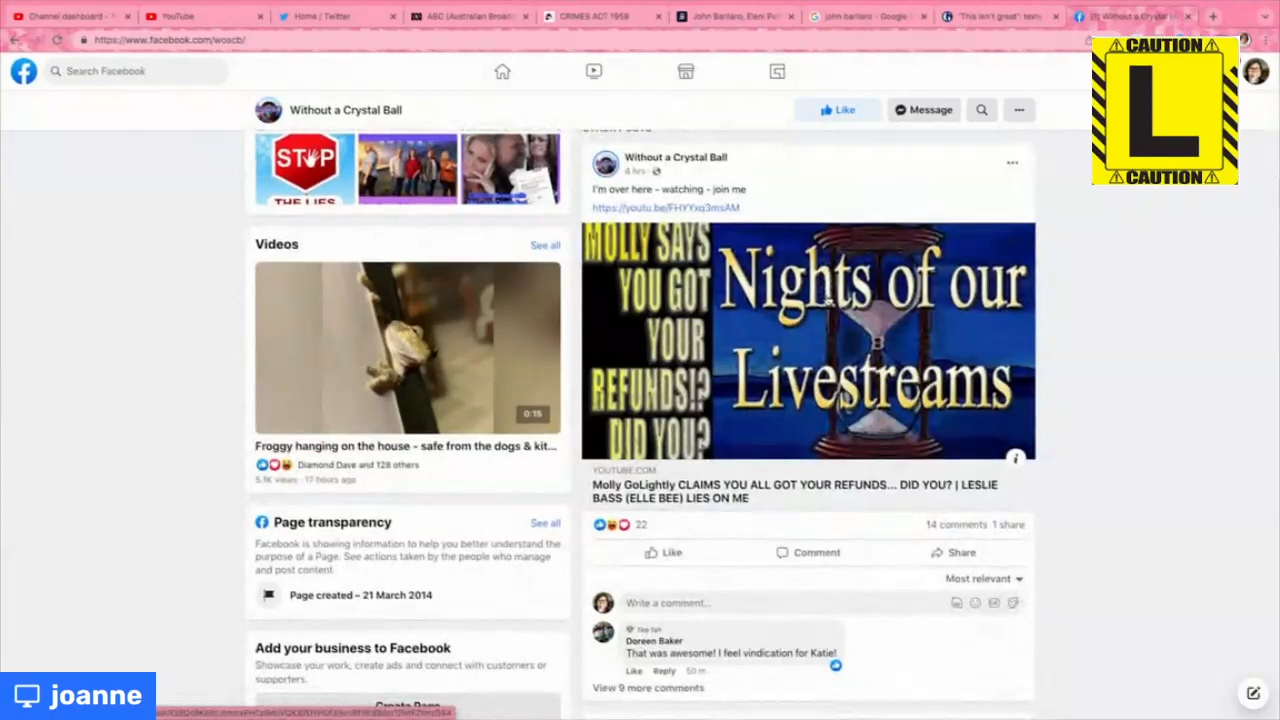 Channel dashboard -
YouTube
Home / Twitter
ABC (Australian Broad
CRIMES ACT 1958
John Barilaro, Eleni Pet
john barilaro - Google
"This isn't great": texts
(1) Without a Crystal
https://www.facebook.com/woacb/
Search Facebook
CAUTION
L
CAUTION
Without a Crystal Ball
Like
Message
STOP
THE LIES
Videos
See all
0:15
Froggy hanging on the house - safe from the dogs & kit...
Diamond Dave and 128 others
5.1K views · 17 hours ago
Page transparency
See all
Facebook is showing information to help you better understand the
purpose of a Page. See actions taken by the people who manage
and post content.
Page created – 21 March 2014
Add your business to Facebook
Showcase your work, create ads and connect with customers or
supporters.
Create Page
Without a Crystal Ball
4 hrs ·
I'm over here - watching - join me
https://youtu.be/FHYYxq3msAM
MOLLY SAYS
YOU GOT
YOUR
REFUNDS!?
DID YOU?
Nights of our
Livestreams
YOUTUBE.COM
Molly GoLightly CLAIMS YOU ALL GOT YOUR REFUNDS... DID YOU? | LESLIE
BASS (ELLE BEE) LIES ON ME
22
14 comments 1 share
Like
Comment
Share
Most relevant
Write a comment...
Top fan
Doreen Baker
That was awesome! I feel vindication for Katie!
Like Reply 50 m
View 9 more comments
joanne